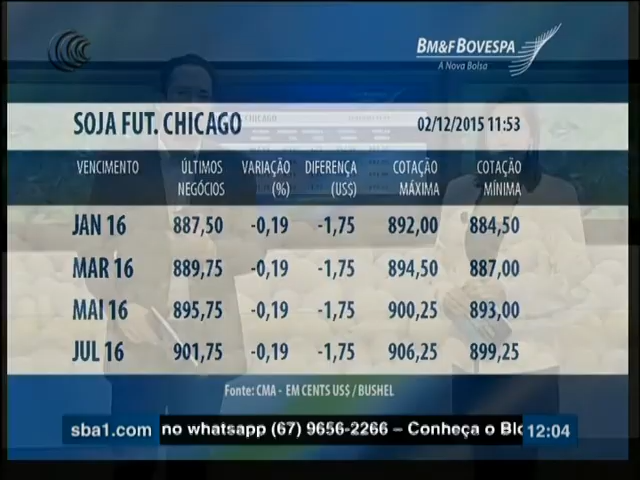 BM&FBOVESPA
A Nova Bolsa
SOJA FUT. CHICAGO 02/12/2015 11:53
VENCIMENTO ÚLTIMOS NEGÓCIOS VARIAÇÃO (%) DIFERENÇA (US$) COTAÇÃO MÁXIMA COTAÇÃO MÍNIMA
JAN 16 887,50 -0,19 -1,75 892,00 884,50
MAR 16 889,75 -0,19 -1,75 894,50 887,00
MAI 16 895,75 -0,19 -1,75 900,25 893,00
JUL 16 901,75 -0,19 -1,75 906,25 899,25
Fonte: CMA - EM CENTS US$ / BUSHEL
sba1.com no whatsapp (67) 9656-2266 – Conheça o Blo 12:04